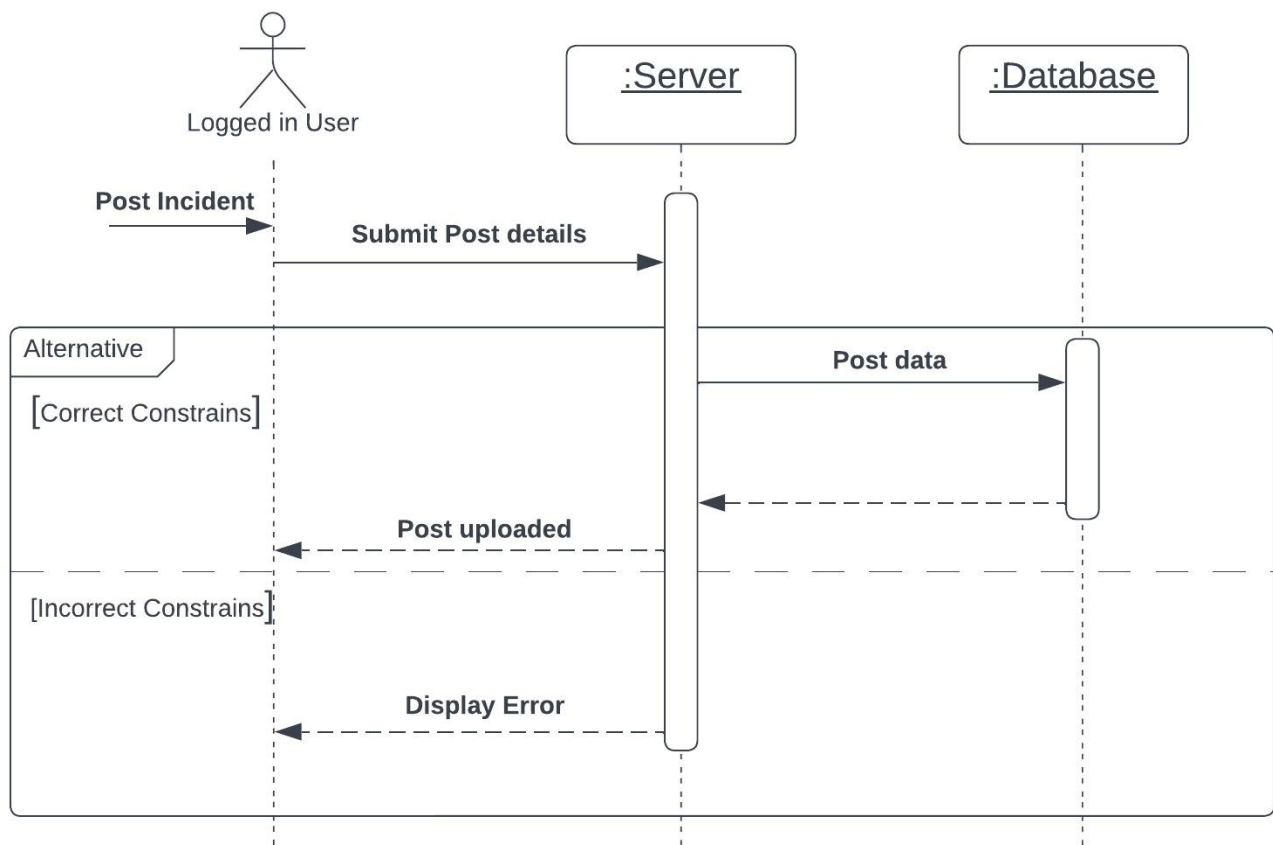 Logged in User
:Server
:Database
Post Incident
Submit Post details
Alternative
Post data
[Correct Constrains]
Post uploaded
[Incorrect Constrains]
Display Error